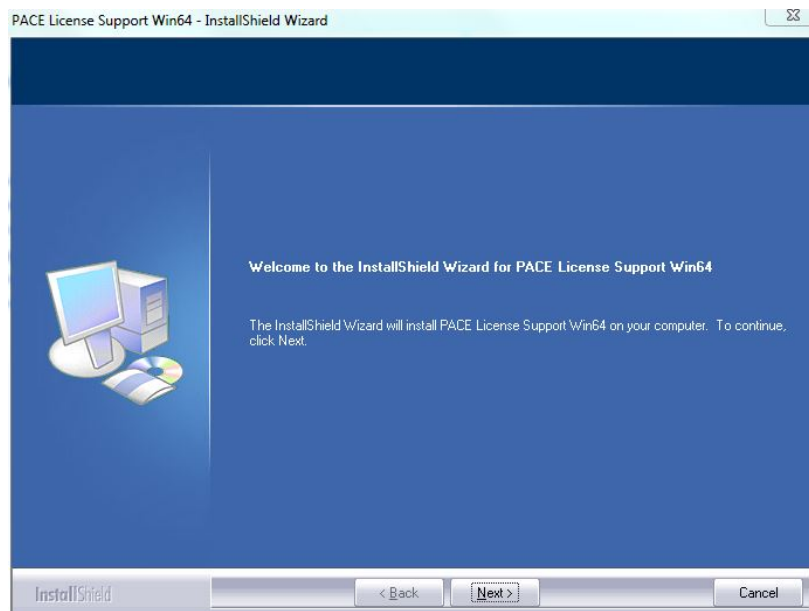 PACE License Support Win64 - InstallShield Wizard
Welcome to the InstallShield Wizard for PACE License Support Win64
The InstallShield Wizard will install PACE License Support Win64 on your computer. To continue,
click Next.
InstallShield
< Back
Next >
Cancel